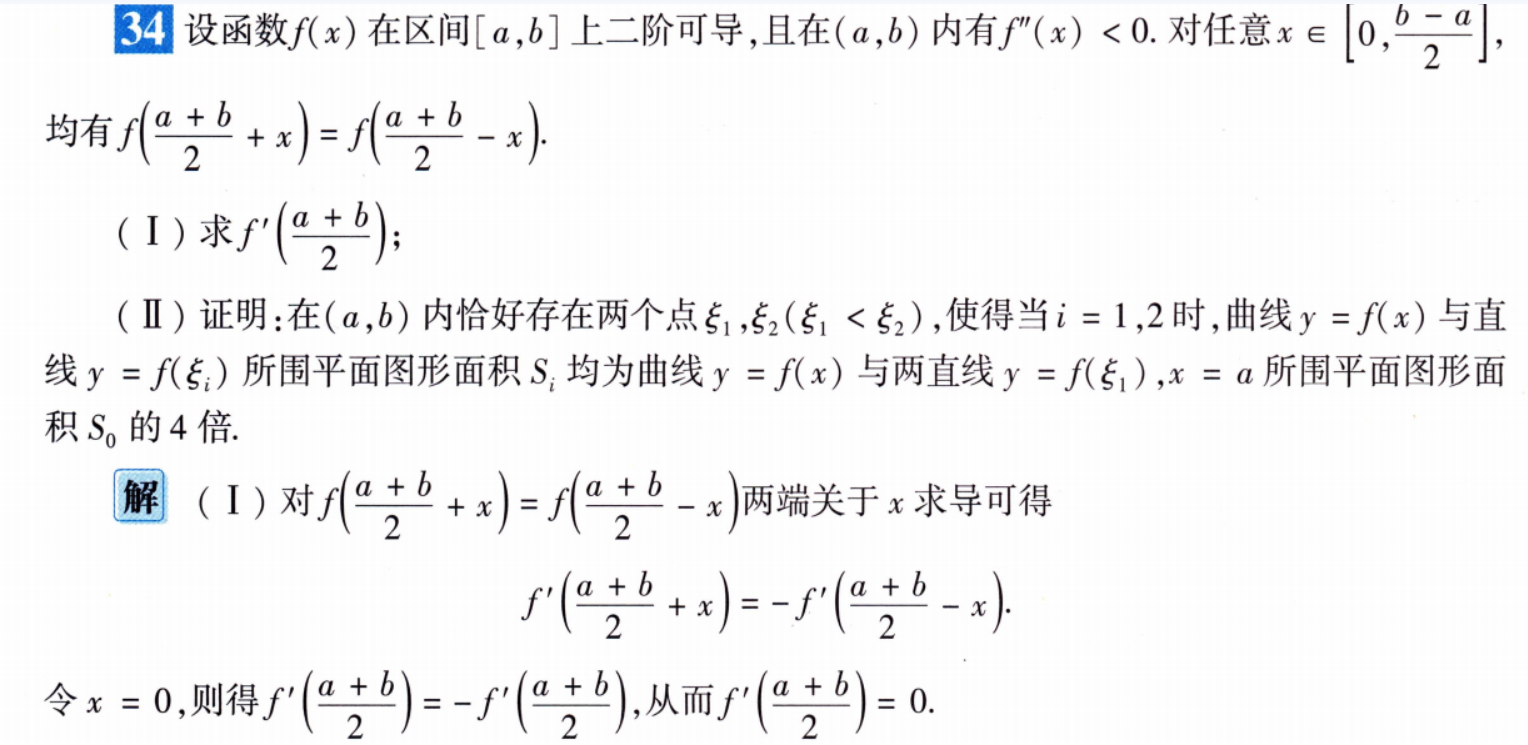 34 设函数f(x)在区间[a,b]上二阶可导,且在(a,b)内有f″(x) < 0. 对任意x ∈ [0, (b - a)/2],
均有f((a + b)/2 + x) = f((a + b)/2 - x).
(Ⅰ)求f′((a + b)/2);
(Ⅱ)证明:在(a,b)内恰好存在两个点ξ₁,ξ₂(ξ₁ < ξ₂),使得当i = 1,2时,曲线y = f(x)与直
线y = f(ξᵢ)所围平面图形面积Sᵢ均为曲线y = f(x)与两直线y = f(ξ₁),x = a所围平面图形面
积S₀的4倍.
解 (Ⅰ)对f((a + b)/2 + x) = f((a + b)/2 - x)两端关于x求导可得
f′((a + b)/2 + x) = -f′((a + b)/2 - x).
令x = 0,则得f′((a + b)/2) = -f′((a + b)/2),从而f′((a + b)/2) = 0.